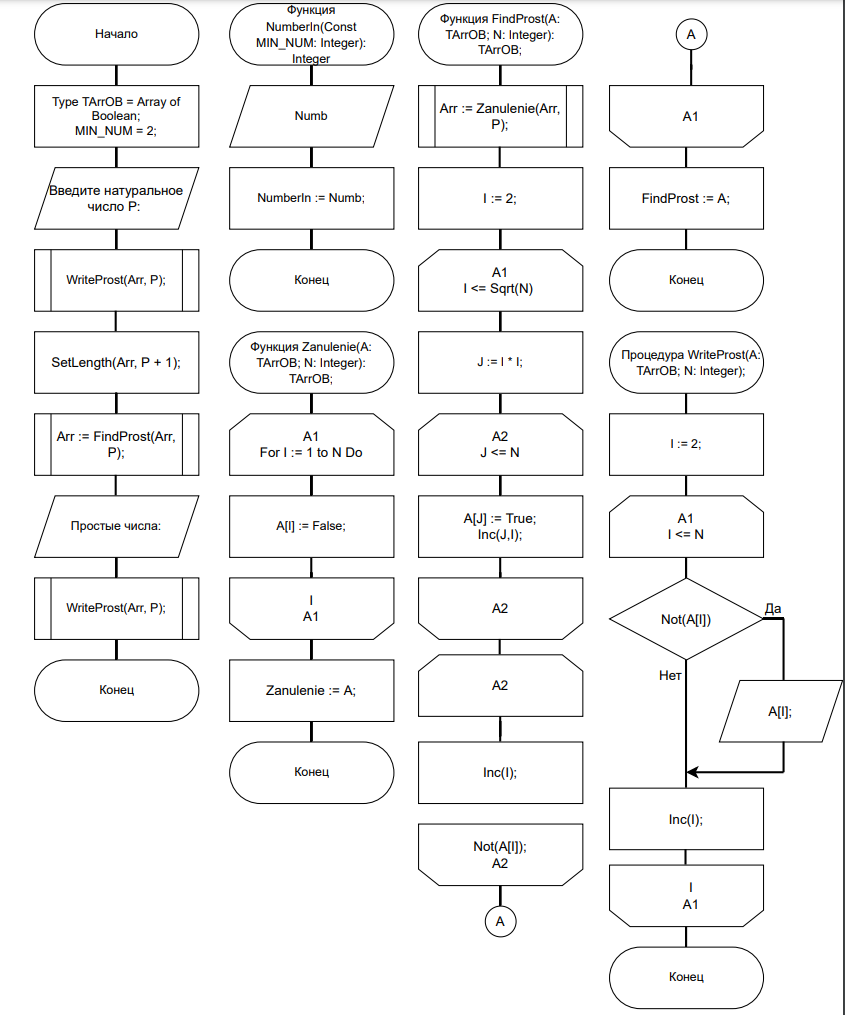 Начало
Type TArrOB = Array of
Boolean;
MIN_NUM = 2;
Введите натуральное
число P:
WriteProst(Arr, P);
SetLength(Arr, P + 1);
Arr := FindProst(Arr,
P);
Простые числа:
WriteProst(Arr, P);
Конец
Функция
NumberIn(Const
MIN_NUM: Integer):
Integer
Numb
NumberIn := Numb;
Конец
Функция Zanulenie(A:
TArrOB; N: Integer):
TArrOB;
A1
For I := 1 to N Do
A[I] := False;
I
A1
Zanulenie := A;
Конец
Функция FindProst(A:
TArrOB; N: Integer):
TArrOB;
Arr := Zanulenie(Arr,
P);
I := 2;
A1
I <= Sqrt(N)
J := I * I;
A2
J <= N
A[J] := True;
Inc(J,I);
A2
A2
Inc(I);
Not(A[I]);
A2
A
A
A1
FindProst := A;
Конец
Процедура WriteProst(A:
TArrOB; N: Integer);
I := 2;
A1
I <= N
Not(A[I])
Да
Нет
A[I];
Inc(I);
I
A1
Конец